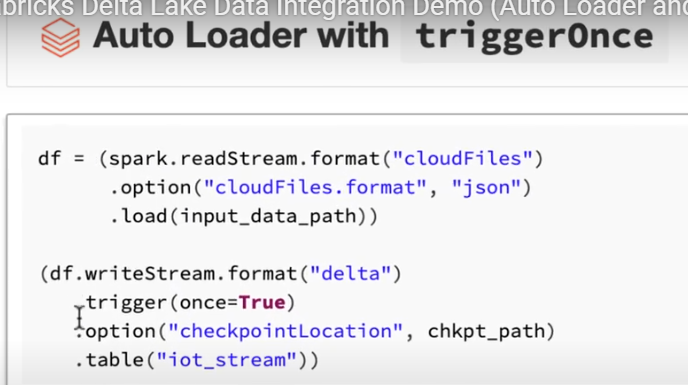 bricks Delta Lake Data Integration Demo (Auto Loader and
Auto Loader with triggerOnce
df = (spark.readStream.format("cloudFiles")
.option("cloudFiles.format", "json")
.load(input_data_path))
(df.writeStream.format("delta")
.trigger(once=True)
.option("checkpointLocation", chkpt_path)
.table("iot_stream"))